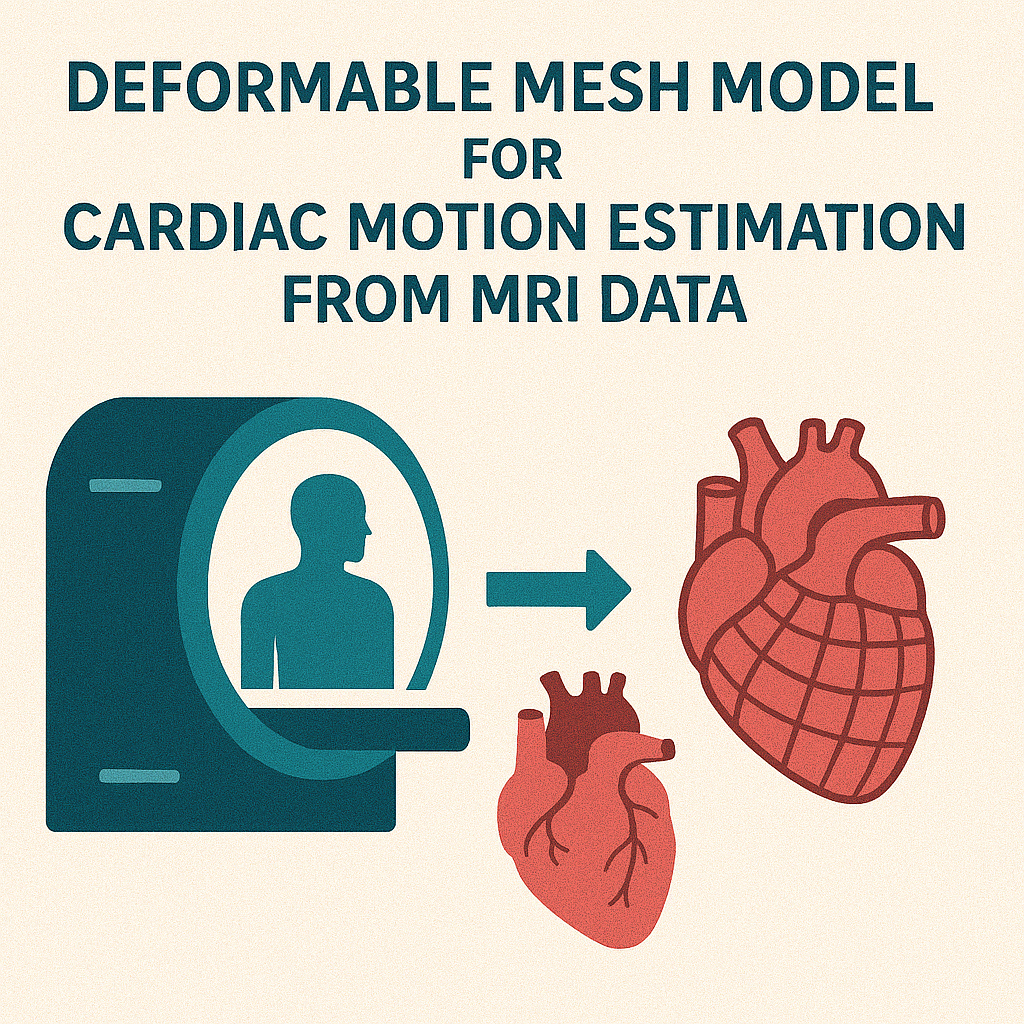 DEFORMABLE MESH MODEL
FOR
CARDIAC MOTION ESTIMATION
FROM MRI DATA